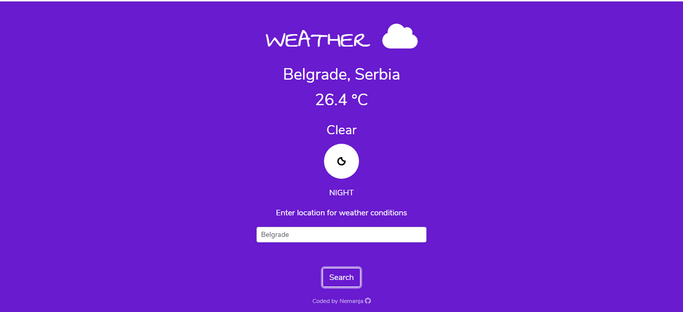 WEATHER
Belgrade, Serbia
26.4 °C
Clear
NIGHT
Enter location for weather conditions
Belgrade
Search
Coded by Nemanja